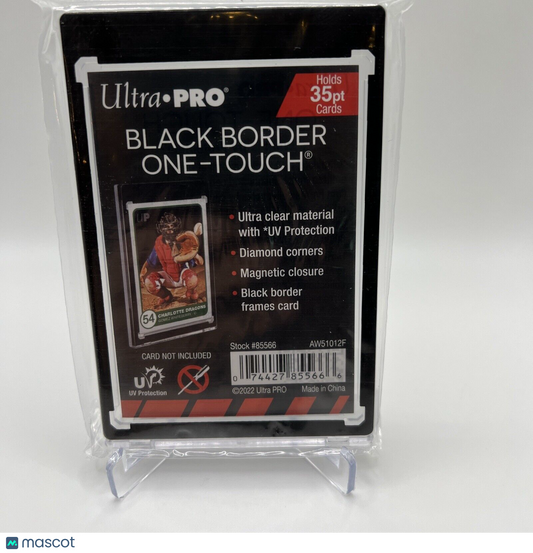 Ultra•PRO®
Holds
35pt
Cards
BLACK BORDER
ONE-TOUCH®
UP
54
CHARLOTTE DRAGONS
• Ultra clear material
with *UV Protection
• Diamond corners
• Magnetic closure
• Black border
frames card
Stock #85566 AW51012F
CARD NOT INCLUDED
UV
UV Protection
0 74427 85566 6
©2022 Ultra PRO Made in China
mascot